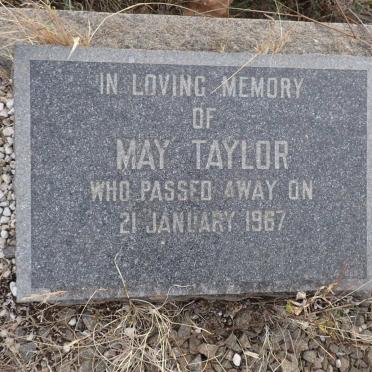 IN LOVING MEMORY
OF
MAY TAYLOR
WHO PASSED AWAY ON
21 JANUARY 1967